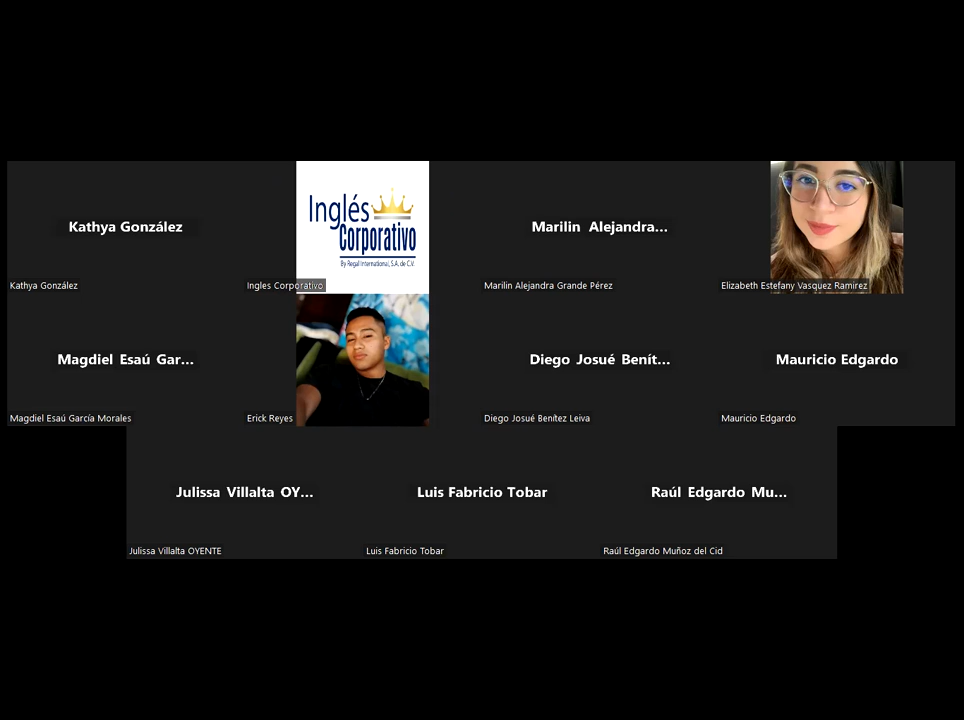 Kathya González
Kathya González
Inglés
Corporativo
By Regal International, S.A. de C.V.
Ingles Corporativo
Marilin Alejandra...
Marilin Alejandra Grande Pérez
Elizabeth Estefany Vasquez Ramirez
Magdiel Esaú Gar...
Magdiel Esaú García Morales
Erick Reyes
Diego Josué Benít...
Diego Josué Benítez Leiva
Mauricio Edgardo
Mauricio Edgardo
Julissa Villalta OY...
Julissa Villalta OYENTE
Luis Fabricio Tobar
Luis Fabricio Tobar
Raúl Edgardo Mu...
Raúl Edgardo Muñoz del Cid